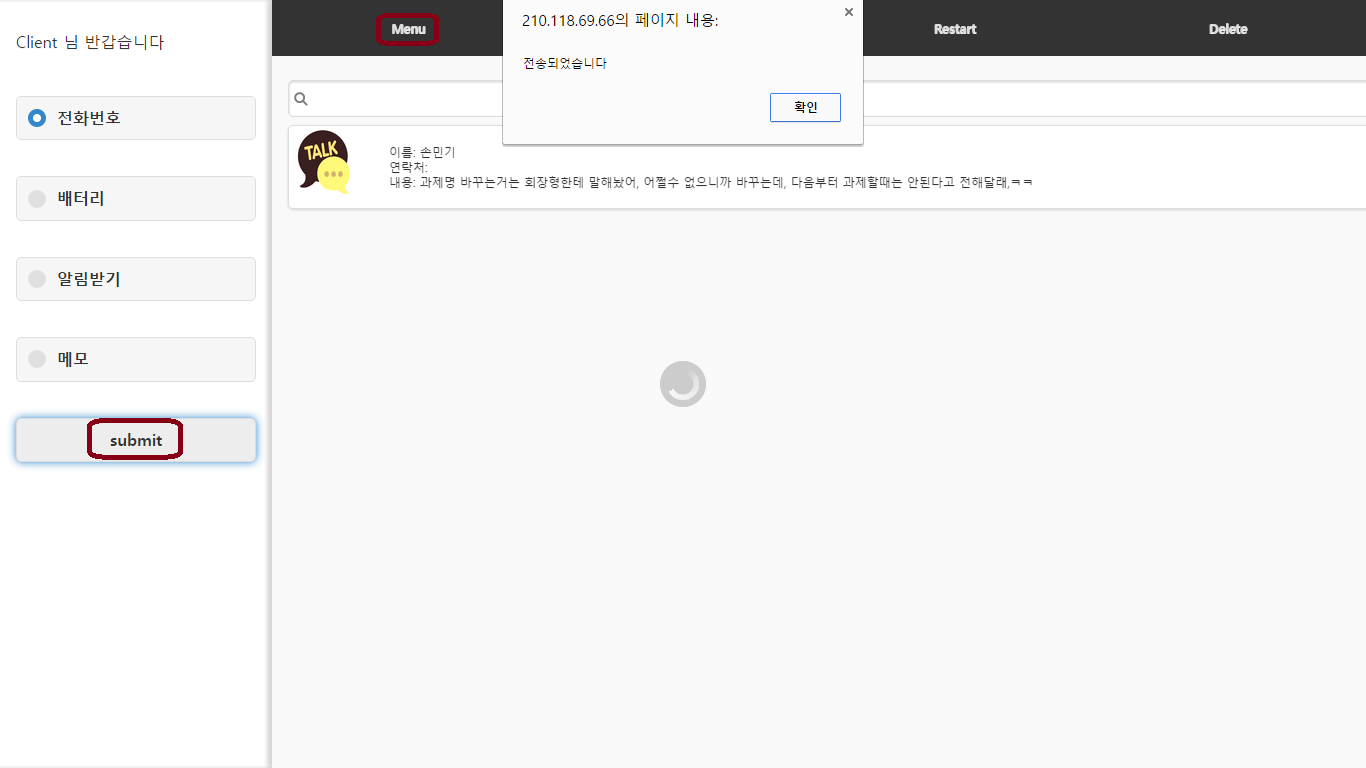 Client 님 반갑습니다
전화번호
배터리
알림받기
메모
submit
Menu
Restart
Delete
210.118.69.66의 페이지 내용:
전송되었습니다
확인
TALK
이름: 손민기
연락처:
내용: 과제명 바꾸는거는 회장형한테 말해놨어, 어쩔수 없으니까 바꾸는데, 다음부터 과제할때는 안된다고 전해달래,ㅋㅋ